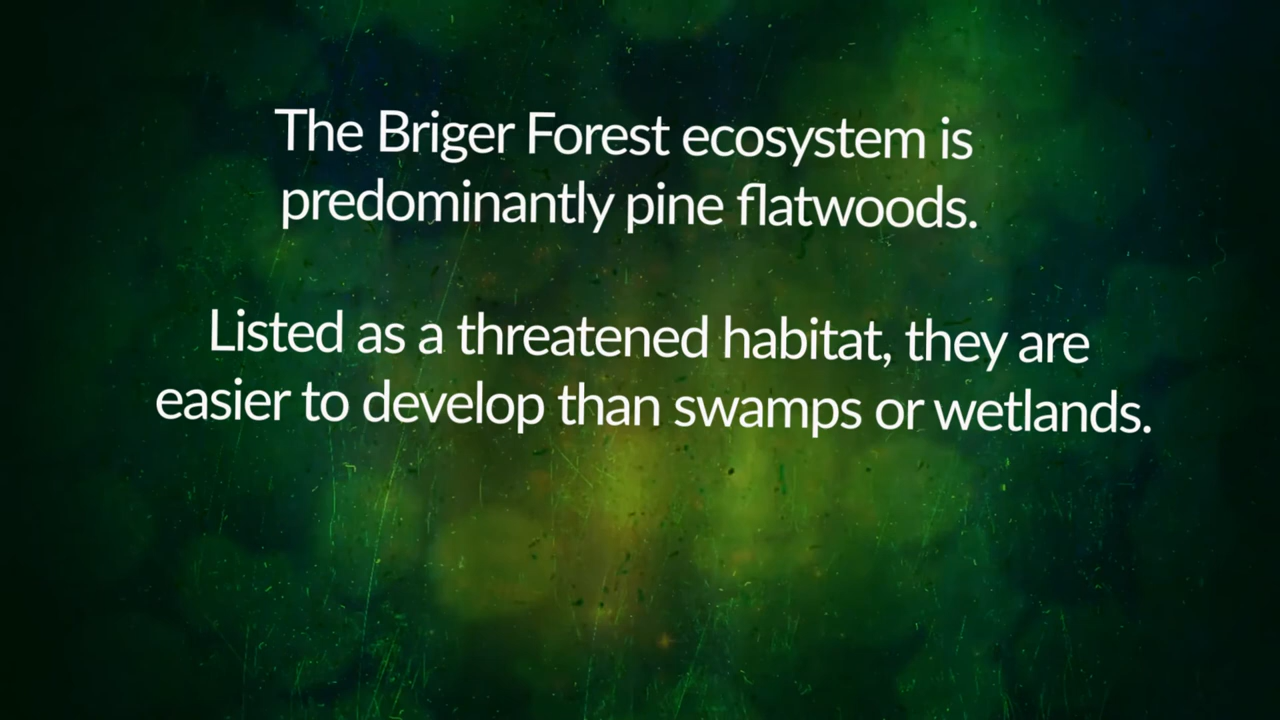 The Briger Forest ecosystem is
predominantly pine flatwoods.
Listed as a threatened habitat, they are
easier to develop than swamps or wetlands.